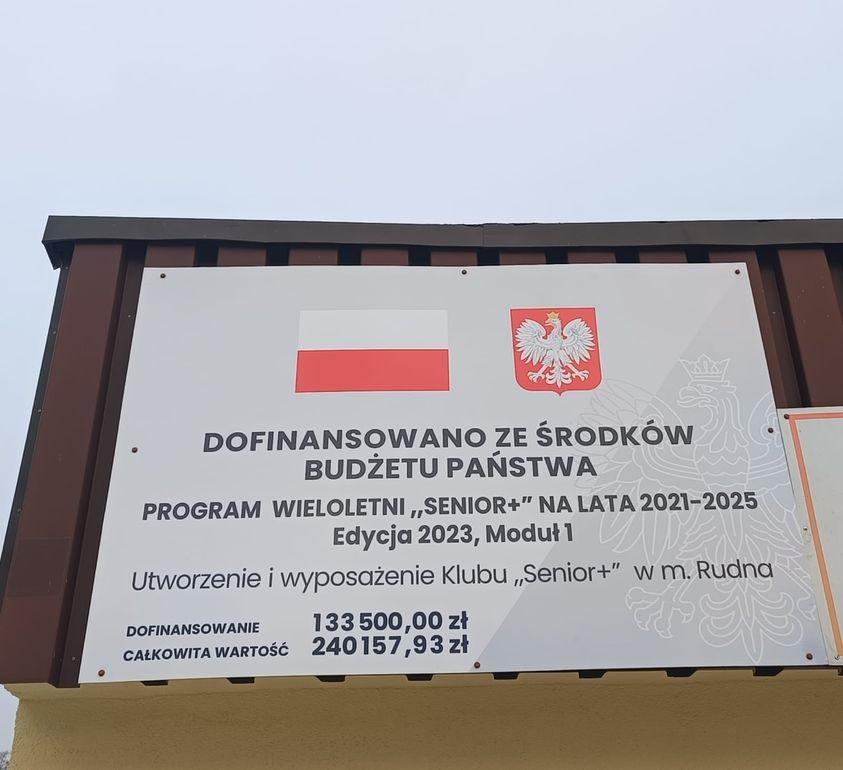 DOFINANSOWANO ZE ŚRODKÓW
BUDŻETU PAŃSTWA
PROGRAM WIELOLETNI ,,SENIOR+" NA LATA 2021-2025
Edycja 2023, Moduł 1
Utworzenie i wyposażenie Klubu ,,Senior+" w m. Rudna
DOFINANSOWANIE 133 500,00 zł
CAŁKOWITA WARTOŚĆ 240 157,93 zł